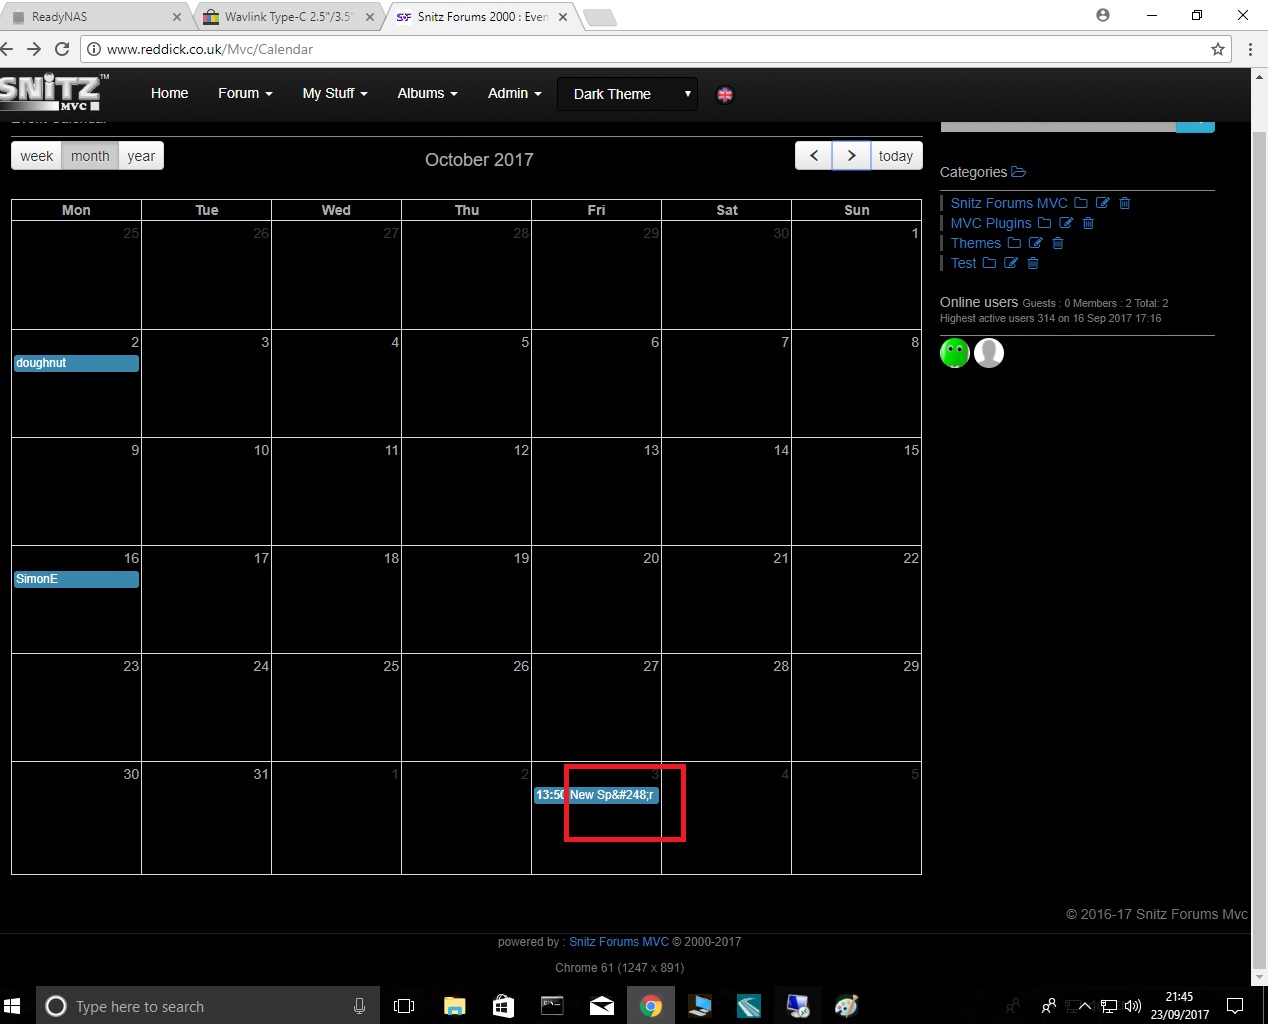 ReadyNAS
Wavlink Type-C 2.5"/3.5"
Snitz Forums 2000 : Even
www.reddick.co.uk/Mvc/Calendar
SNiTZ™ MVC
Home Forum My Stuff Albums Admin Dark Theme
week month year
October 2017
today
Mon Tue Wed Thu Fri Sat Sun
25 26 27 28 29 30 1
2 3 4 5 6 7 8
doughnut
9 10 11 12 13 14 15
16 17 18 19 20 21 22
SimonE
23 24 25 26 27 28 29
30 31 1 2 3 4 5
13:50 New Sp&#248;r
Categories
Snitz Forums MVC
MVC Plugins
Themes
Test
Online users Guests : 0 Members : 2 Total: 2
Highest active users 314 on 16 Sep 2017 17:16
© 2016-17 Snitz Forums Mvc
powered by : Snitz Forums MVC © 2000-2017
Chrome 61 (1247 x 891)
Type here to search
21:45
23/09/2017